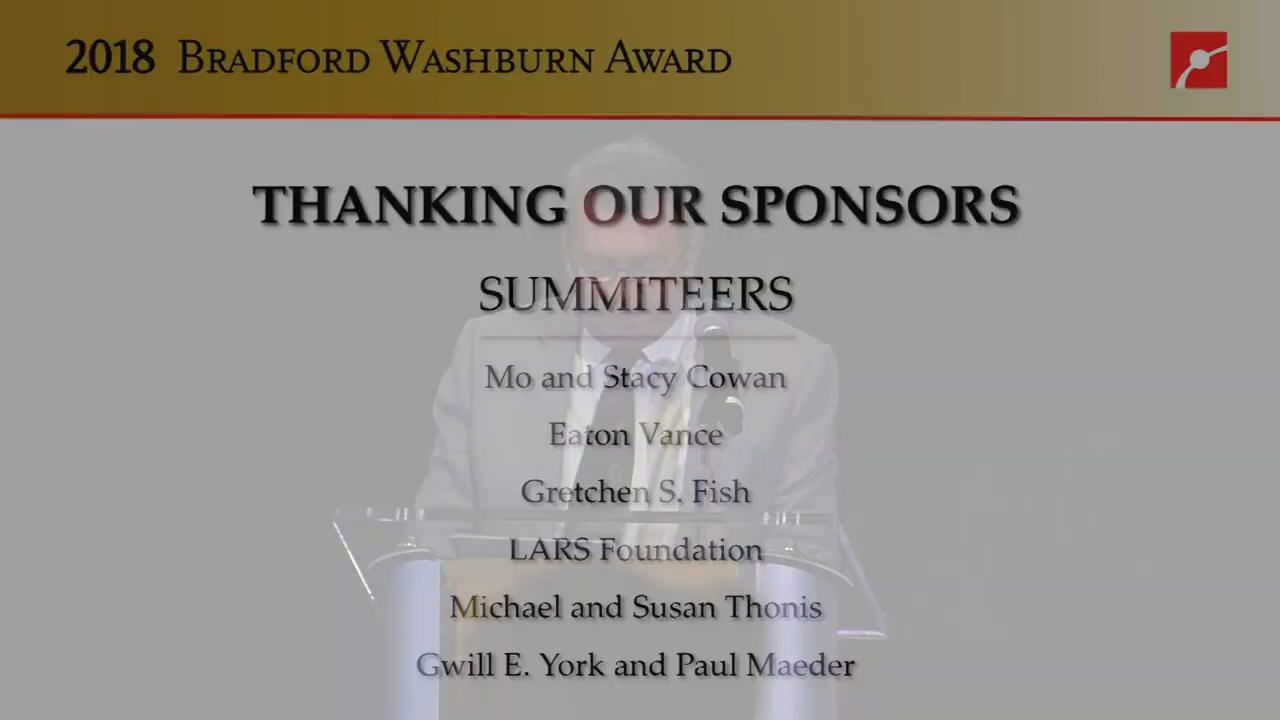 2018 BRADFORD WASHBURN AWARD
THANKING OUR SPONSORS
SUMMITEERS
Mo and Stacy Cowan
Eaton Vance
Gretchen S. Fish
LARS Foundation
Michael and Susan Thonis
Gwill E. York and Paul Maeder